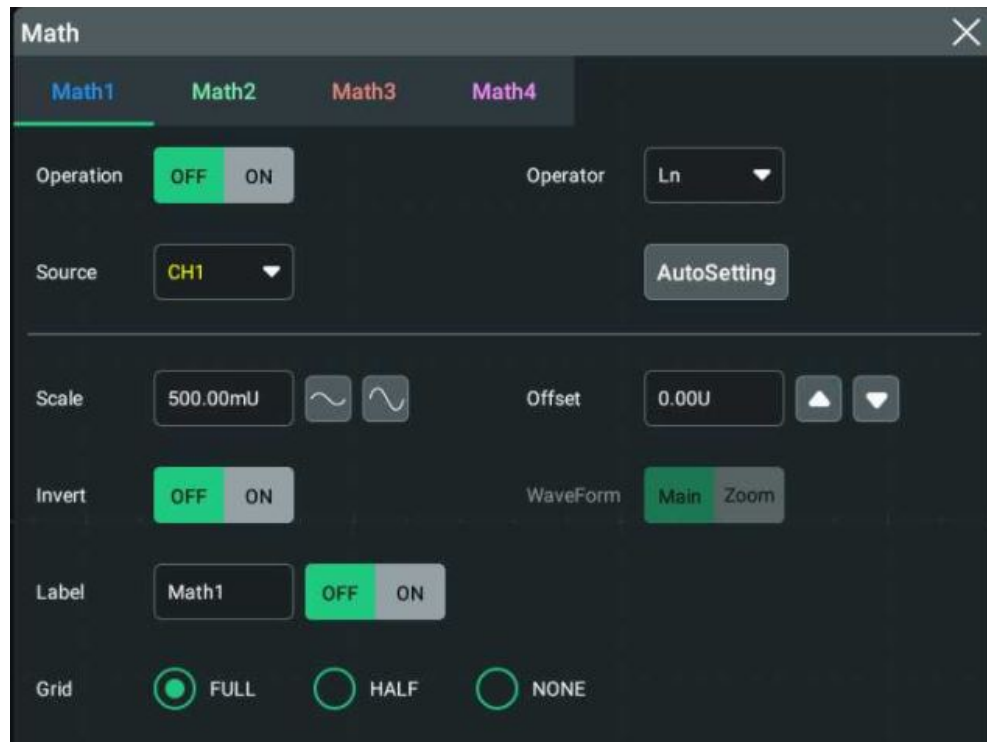 Math
Math1 Math2 Math3 Math4
Operation OFF ON Operator Ln
Source CH1 AutoSetting
Scale 500.00mU Offset 0.00U
Invert OFF ON WaveForm Main Zoom
Label Math1 OFF ON
Grid FULL HALF NONE